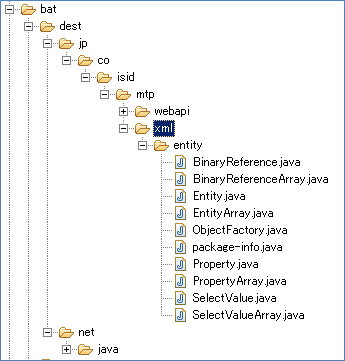 bat
dest
jp
co
isid
mtp
webapi
xml
entity
BinaryReference.java
BinaryReferenceArray.java
Entity.java
EntityArray.java
ObjectFactory.java
package-info.java
Property.java
PropertyArray.java
SelectValue.java
SelectValueArray.java
net
java